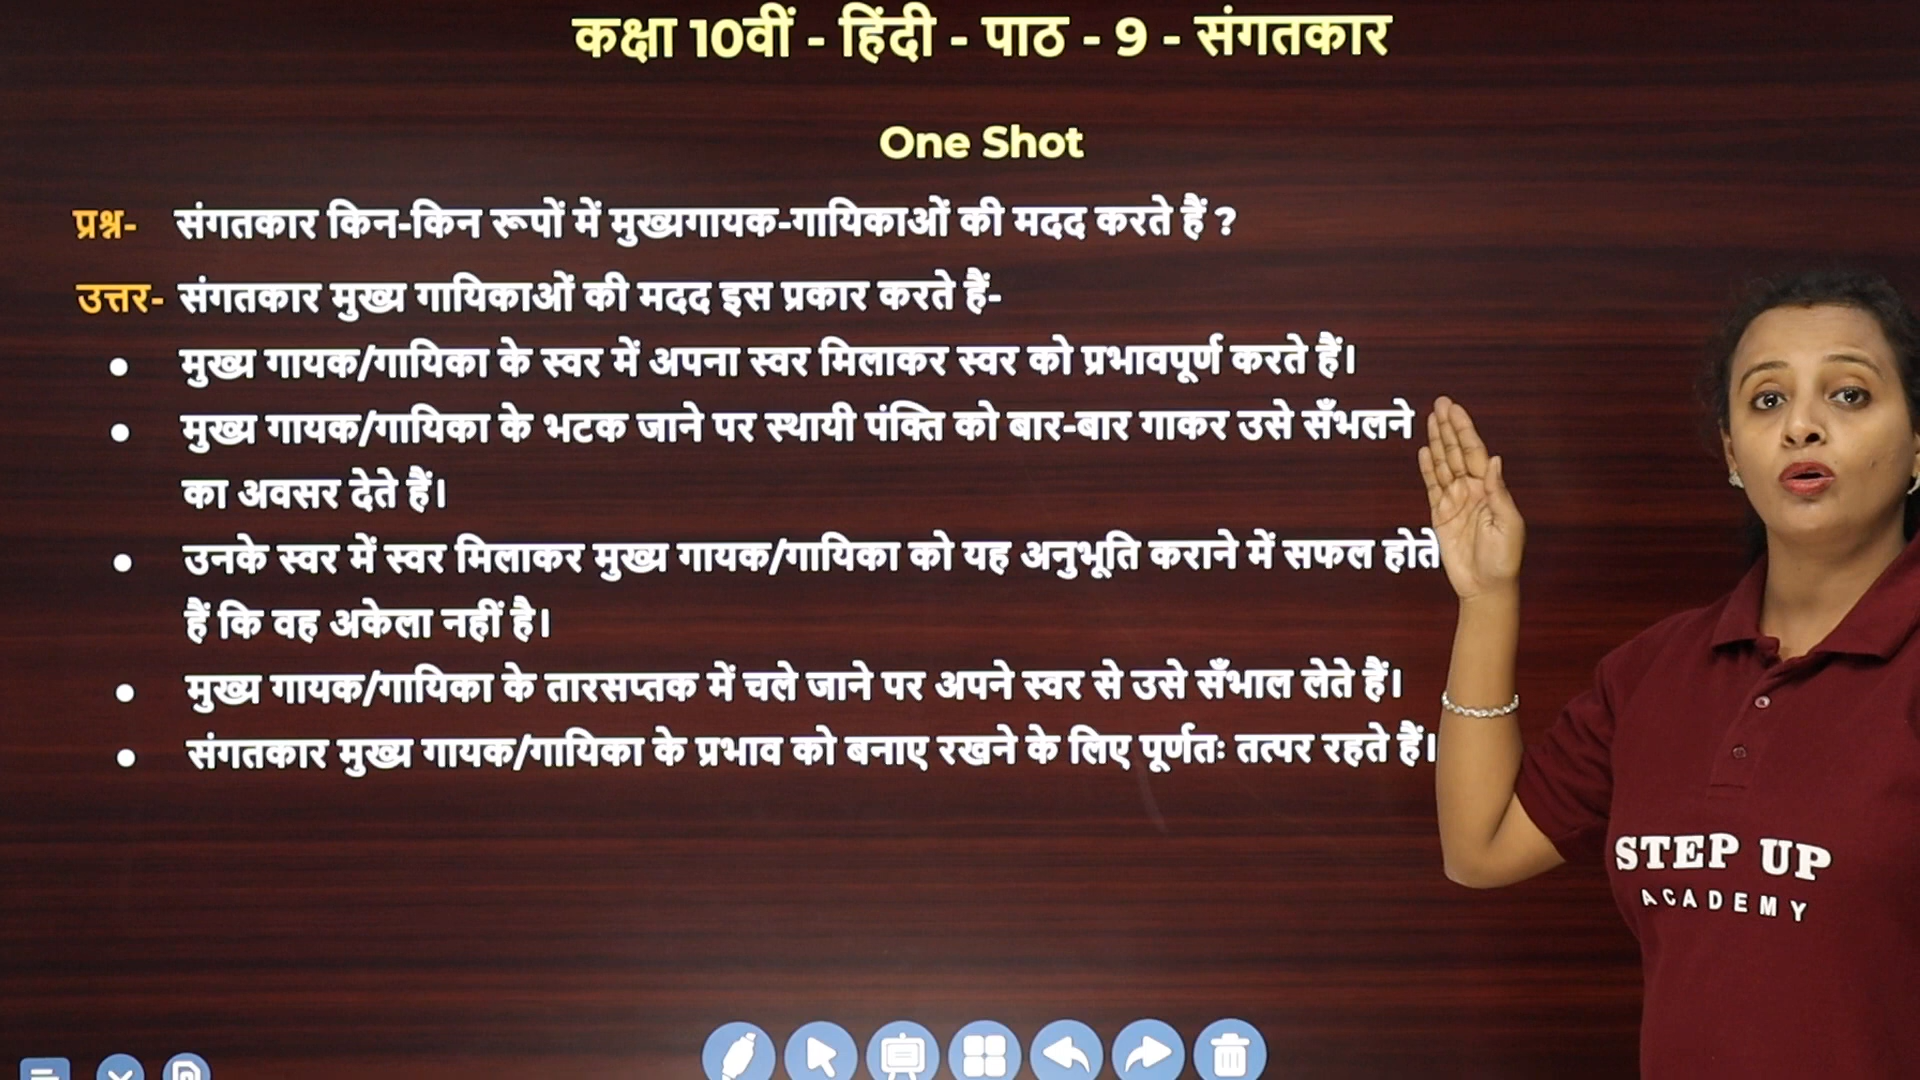 कक्षा 10वीं - हिंदी - पाठ - 9 - संगतकार
One Shot
प्रश्न- संगतकार किन-किन रूपों में मुख्यगायक-गायिकाओं की मदद करते हैं ?
उत्तर- संगतकार मुख्य गायिकाओं की मदद इस प्रकार करते हैं-
● मुख्य गायक/गायिका के स्वर में अपना स्वर मिलाकर स्वर को प्रभावपूर्ण करते हैं।
● मुख्य गायक/गायिका के भटक जाने पर स्थायी पंक्ति को बार-बार गाकर उसे सँभलने
का अवसर देते हैं।
● उनके स्वर में स्वर मिलाकर मुख्य गायक/गायिका को यह अनुभूति कराने में सफल होते
हैं कि वह अकेला नहीं है।
● मुख्य गायक/गायिका के तारसप्तक में चले जाने पर अपने स्वर से उसे सँभाल लेते हैं।
● संगतकार मुख्य गायक/गायिका के प्रभाव को बनाए रखने के लिए पूर्णतः तत्पर रहते हैं।
STEP UP
ACADEMY